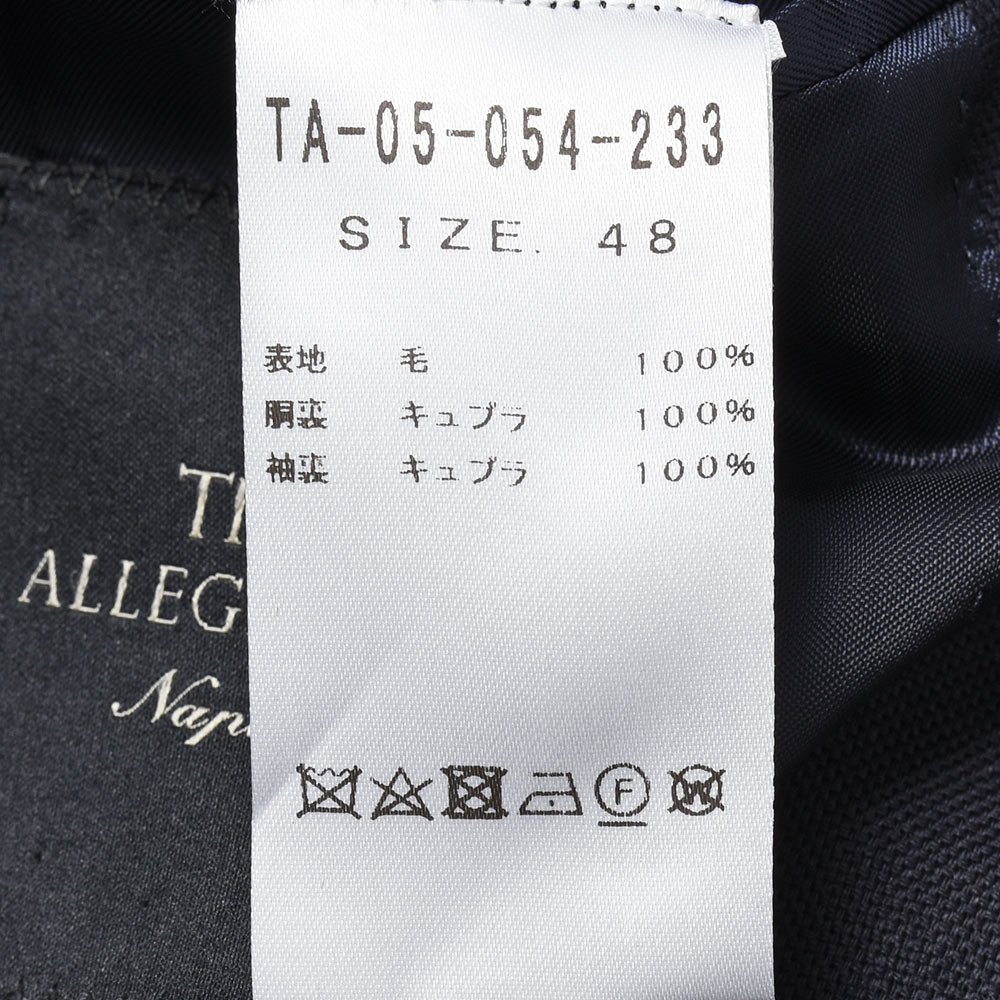 TA-05-054-233
SIZE. 48
表地 毛 100%
胴裏 キュプラ 100%
袖裏 キュプラ 100%
F
W